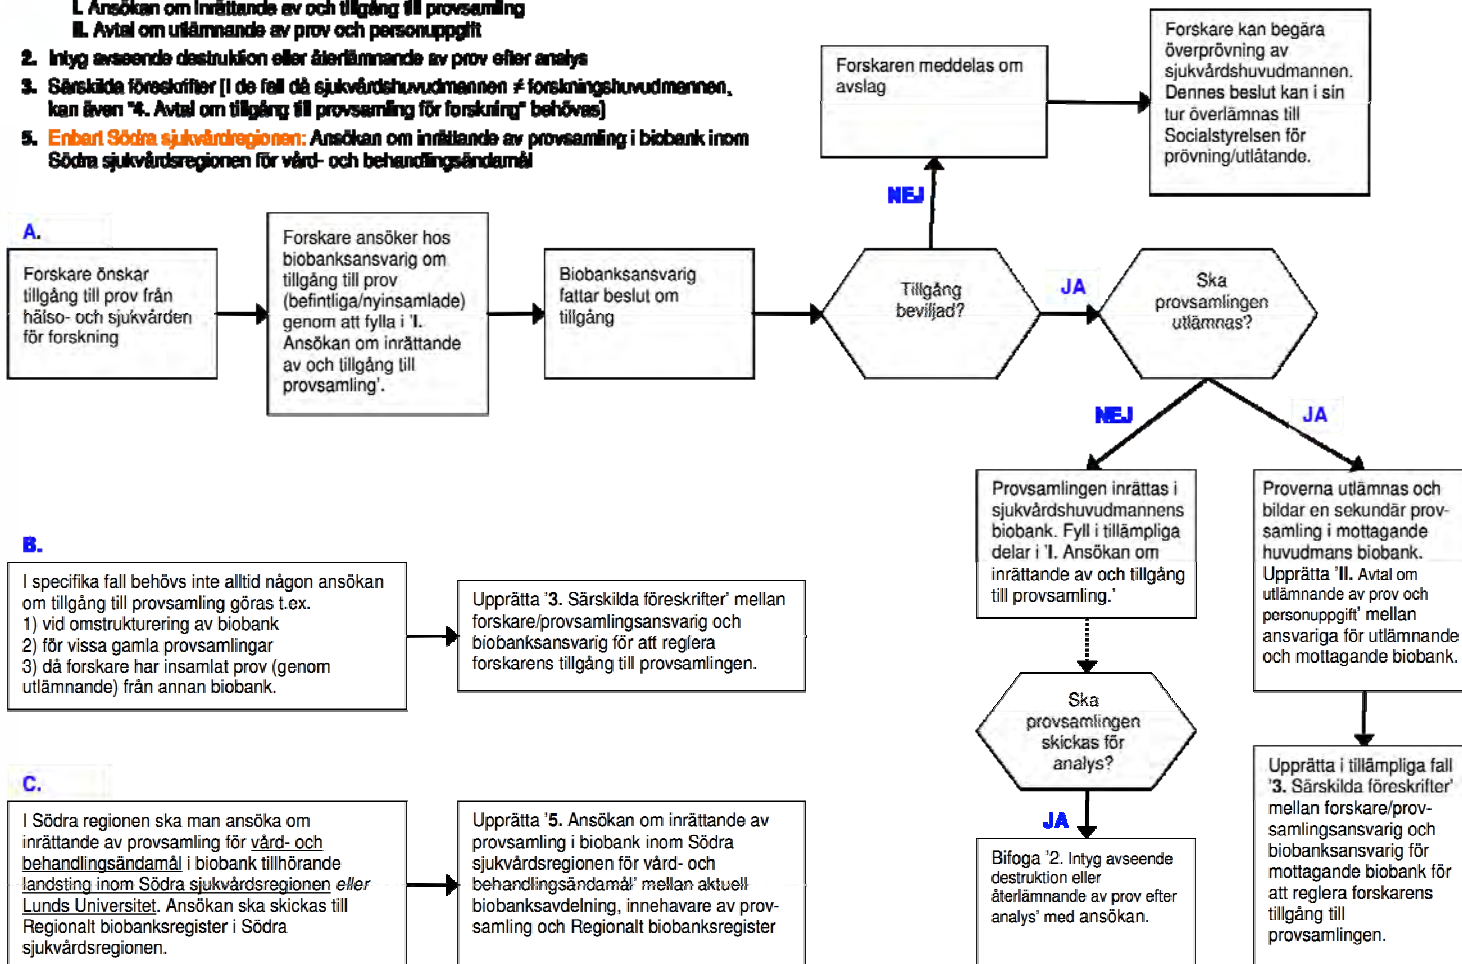 I. Ansökan om inrättande av och tillgång till provsamling
II. Avtal om utlämnande av prov och personuppgift
2. Intyg avseende destruktion eller återlämnande av prov efter analys
3. Särskilda föreskrifter [I de fall då sjukvårdshuvudmannen ≠ forskningshuvudmannen,
kan även "4. Avtal om tillgång till provsamling för forskning" behövas]
5. Enbart Södra sjukvårdregionen: Ansökan om inrättande av provsamling i biobank inom
Södra sjukvårdsregionen för vård- och behandlingsändamål
Forskaren meddelas om
avslag
Forskare kan begära
överprövning av
sjukvårdshuvudmannen.
Dennes beslut kan i sin
tur överlämnas till
Socialstyrelsen för
prövning/utlåtande.
NEJ
A.
Forskare önskar
tillgång till prov från
hälso- och sjukvården
för forskning
Forskare ansöker hos
biobanksansvarig om
tillgång till prov
(befintliga/nyinsamlade)
genom att fylla i 'I.
Ansökan om inrättande
av och tillgång till
provsamling'.
Biobanksansvarig
fattar beslut om
tillgång
Tillgång
beviljad?
JA
Ska
provsamlingen
utlämnas?
NEJ
JA
Provsamlingen inrättas i
sjukvårdshuvudmannens
biobank. Fyll i tillämpliga
delar i 'I. Ansökan om
inrättande av och tillgång
till provsamling.'
Proverna utlämnas och
bildar en sekundär prov-
samling i mottagande
huvudmans biobank.
Upprätta 'II. Avtal om
utlämnande av prov och
personuppgift' mellan
ansvariga för utlämnande
och mottagande biobank.
B.
I specifika fall behövs inte alltid någon ansökan
om tillgång till provsamling göras t.ex.
1) vid omstrukturering av biobank
2) för vissa gamla provsamlingar
3) då forskare har insamlat prov (genom
utlämnande) från annan biobank.
Upprätta '3. Särskilda föreskrifter' mellan
forskare/provsamlingsansvarig och
biobanksansvarig för att reglera
forskarens tillgång till provsamlingen.
Ska
provsamlingen
skickas för
analys?
JA
Bifoga '2. Intyg avseende
destruktion eller
återlämnande av prov efter
analys' med ansökan.
Upprätta i tillämpliga fall
'3. Särskilda föreskrifter'
mellan forskare/prov-
samlingsansvarig och
biobanksansvarig för
mottagande biobank för
att reglera forskarens
tillgång till
provsamlingen.
C.
I Södra regionen ska man ansöka om
inrättande av provsamling för vård- och
behandlingsändamål i biobank tillhörande
landsting inom Södra sjukvårdsregionen eller
Lunds Universitet. Ansökan ska skickas till
Regionalt biobanksregister i Södra
sjukvårdsregionen.
Upprätta '5. Ansökan om inrättande av
provsamling i biobank inom Södra
sjukvårdsregionen för vård- och
behandlingsändamål' mellan aktuell
biobanksavdelning, innehavare av prov-
samling och Regionalt biobanksregister